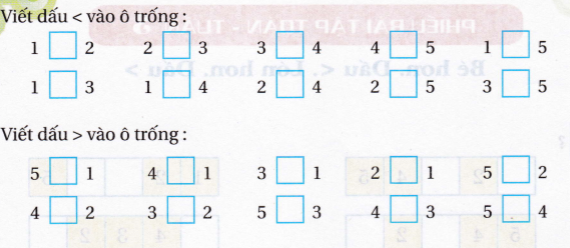 Viết dấu < vào ô trống :
1 □ 2 2 □ 3 3 □ 4 4 □ 5 1 □ 5
1 □ 3 1 □ 4 2 □ 4 2 □ 5 3 □ 5
Viết dấu > vào ô trống :
5 □ 1 4 □ 1 3 □ 1 2 □ 1 5 □ 2
4 □ 2 3 □ 2 5 □ 3 4 □ 3 5 □ 4